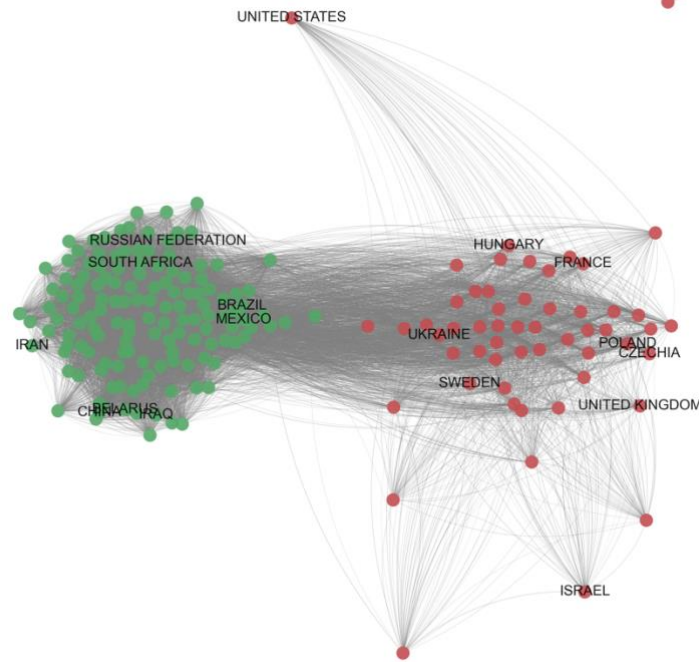 UNITED STATES
RUSSIAN FEDERATION
HUNGARY
SOUTH AFRICA
FRANCE
BRAZIL
MEXICO
UKRAINE
IRAN
POLAND
CZECHIA
SWEDEN
UNITED KINGDOM
BELARUS
CHINA
IRAQ
ISRAEL